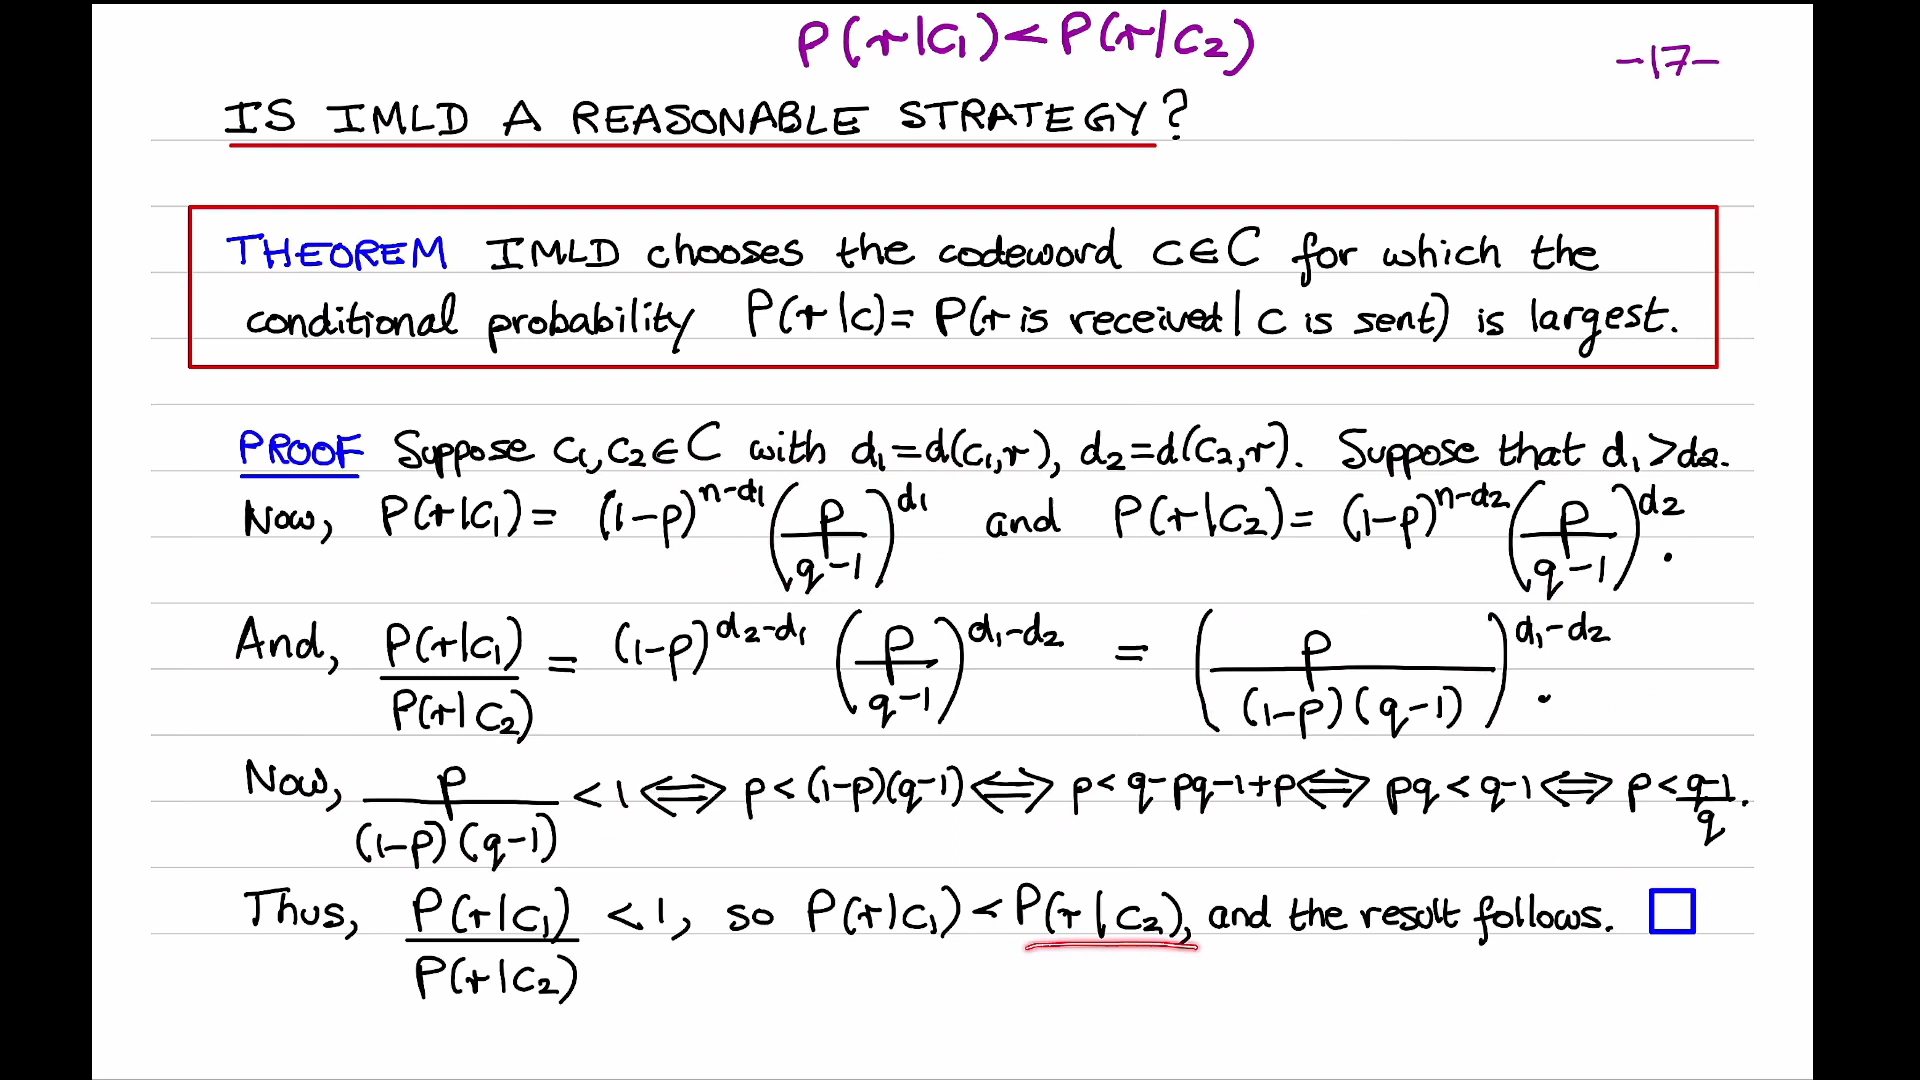 P(r|c₁) < P(r|c₂)
-17-
IS IMLD A REASONABLE STRATEGY?
THEOREM IMLD chooses the codeword c∈C for which the
conditional probability P(r|c) = P(r is received | c is sent) is largest.
PROOF Suppose c₁, c₂ ∈ C with d₁ = d(c₁,r), d₂ = d(c₂,r). Suppose that d₁ > d₂.
Now, P(r|c₁) = (1-p)^(n-d₁) (p/(q-1))^(d₁) and P(r|c₂) = (1-p)^(n-d₂) (p/(q-1))^(d₂).
And, P(r|c₁)/P(r|c₂) = (1-p)^(d₂-d₁) (p/(q-1))^(d₁-d₂) = (p/((1-p)(q-1)))^(d₁-d₂).
Now, p/((1-p)(q-1)) < 1 ⟺ p < (1-p)(q-1) ⟺ p < q-pq-1+p ⟺ pq < q-1 ⟺ p < (q-1)/q.
Thus, P(r|c₁)/P(r|c₂) < 1, so P(r|c₁) < P(r|c₂), and the result follows. □